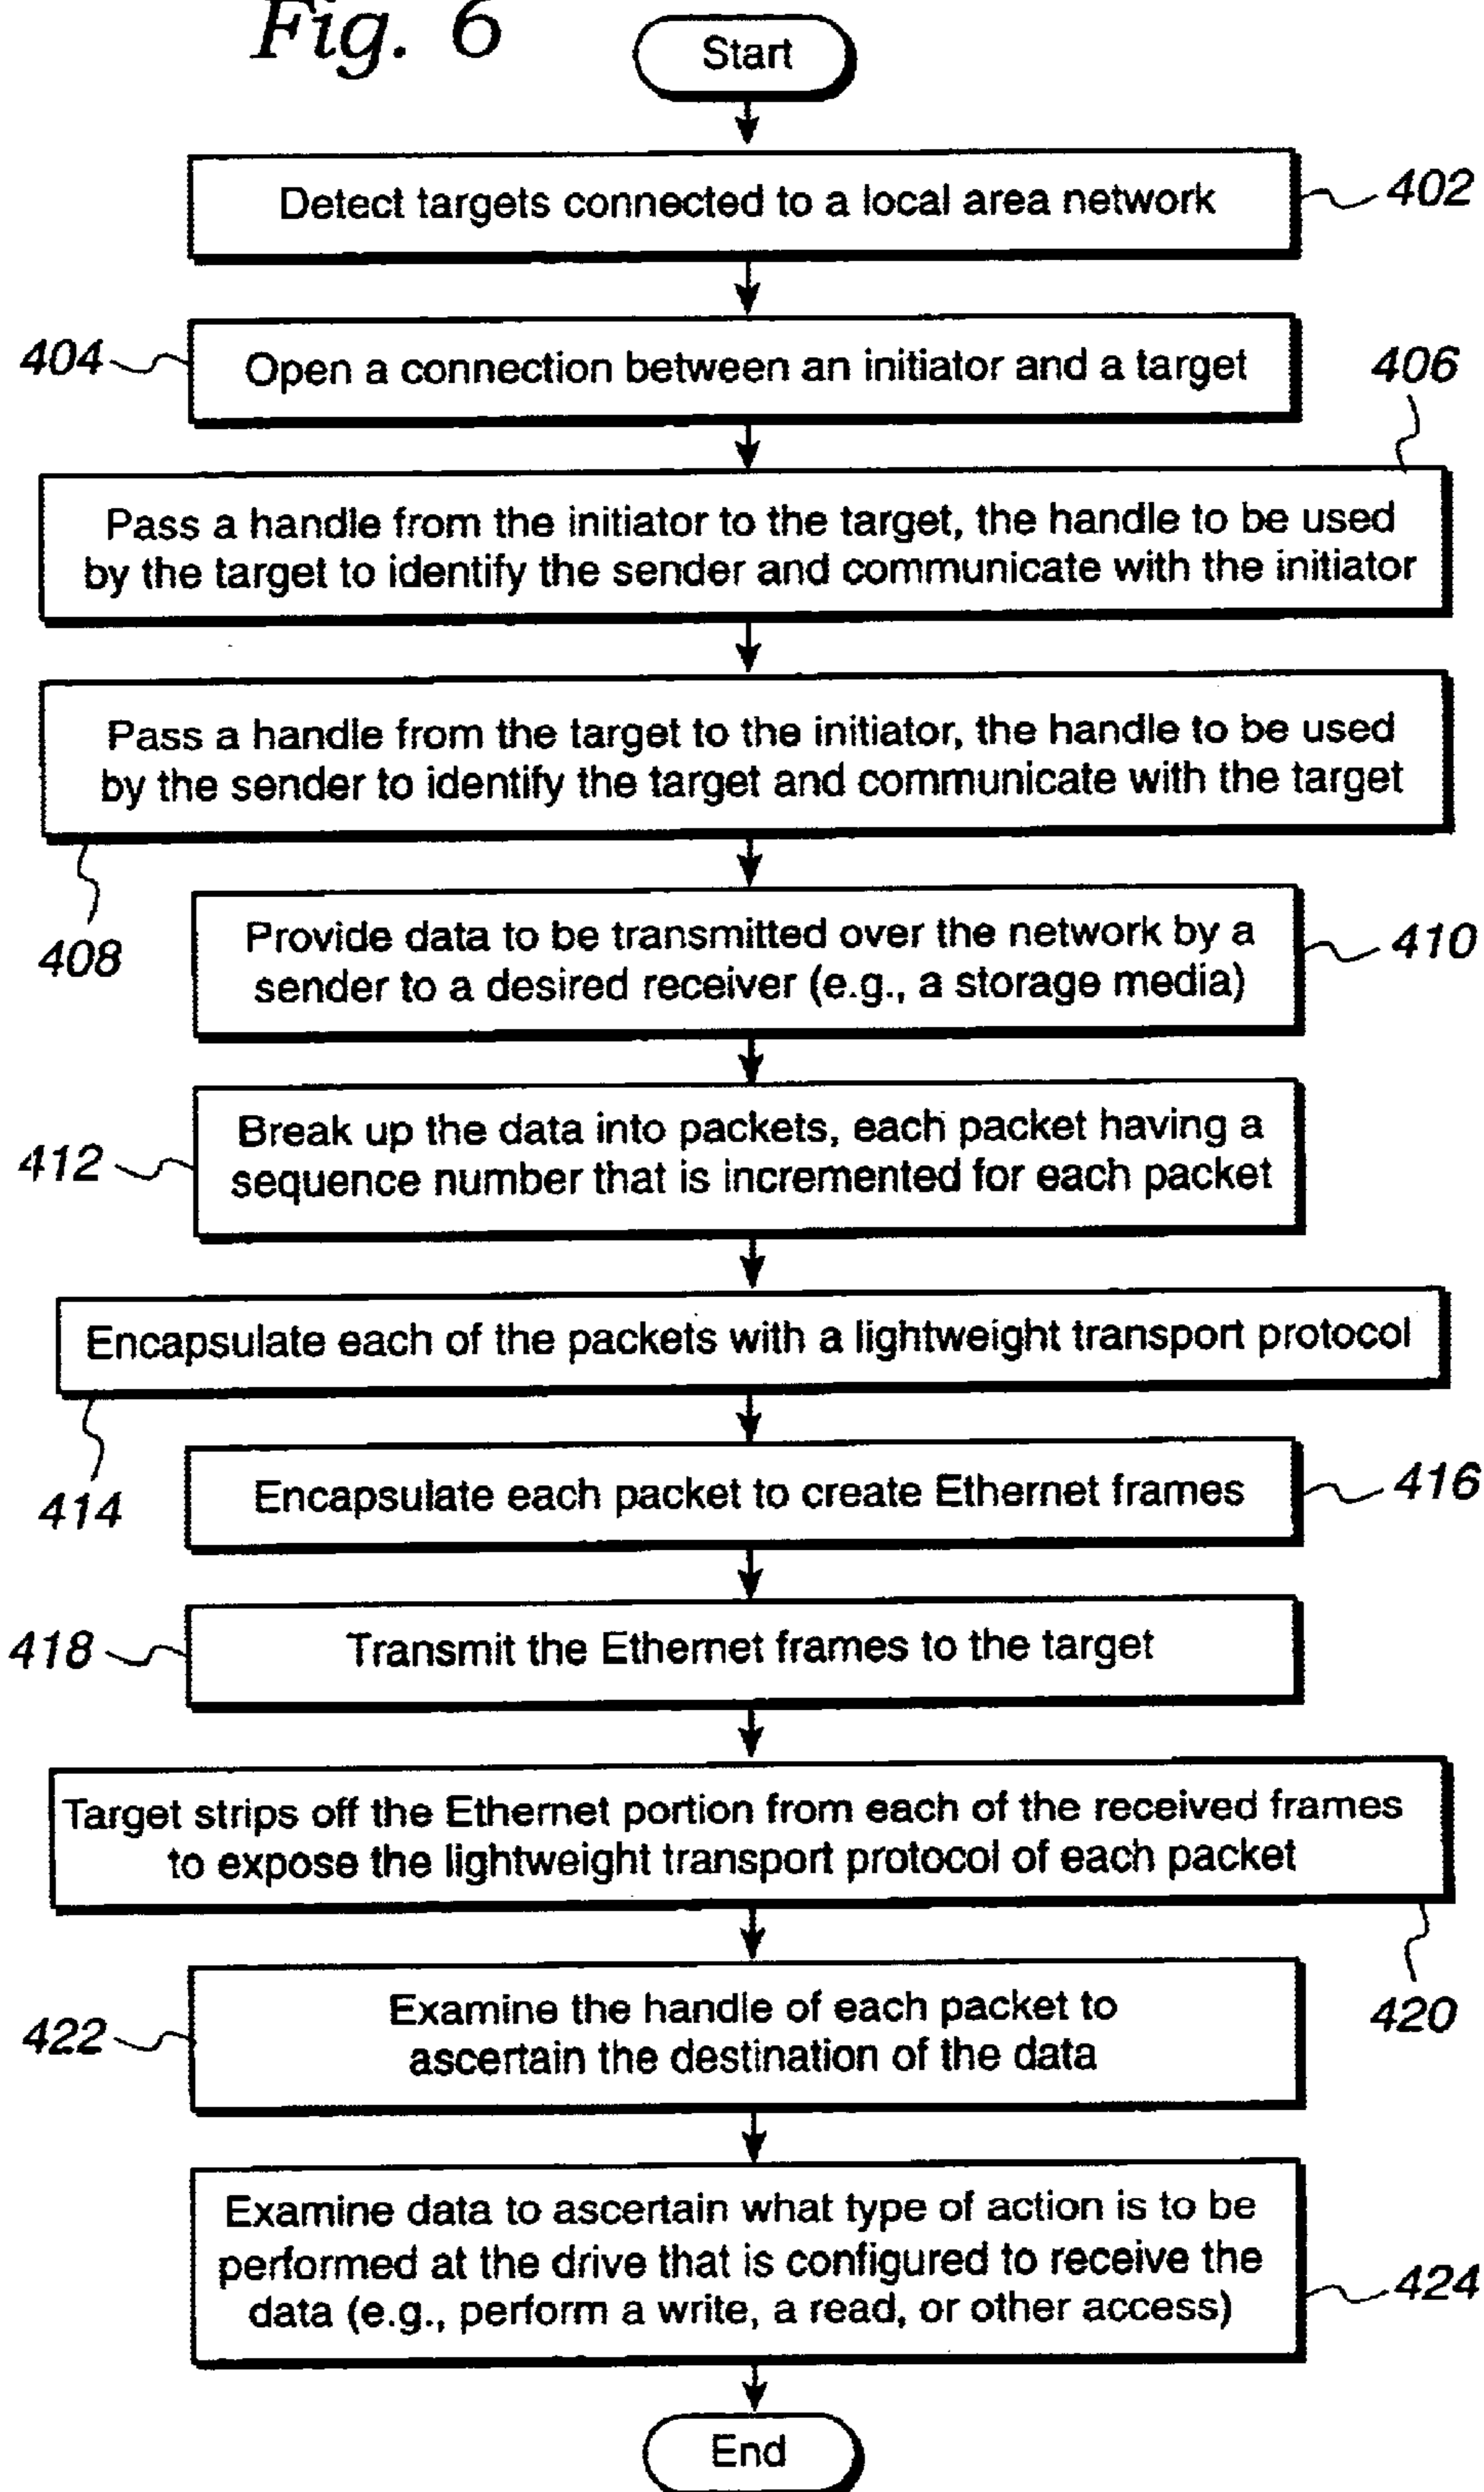 Fig. 6
Start
Detect targets connected to a local area network
402
404
Open a connection between an initiator and a target
406
Pass a handle from the initiator to the target, the handle to be used
by the target to identify the sender and communicate with the initiator
Pass a handle from the target to the initiator, the handle to be used
by the sender to identify the target and communicate with the target
408
Provide data to be transmitted over the network by a
sender to a desired receiver (e.g., a storage media)
410
412
Break up the data into packets, each packet having a
sequence number that is incremented for each packet
Encapsulate each of the packets with a lightweight transport protocol
414
Encapsulate each packet to create Ethernet frames
416
418
Transmit the Ethernet frames to the target
Target strips off the Ethernet portion from each of the received frames
to expose the lightweight transport protocol of each packet
420
422
Examine the handle of each packet to
ascertain the destination of the data
Examine data to ascertain what type of action is to be
performed at the drive that is configured to receive the
data (e.g., perform a write, a read, or other access)
424
End